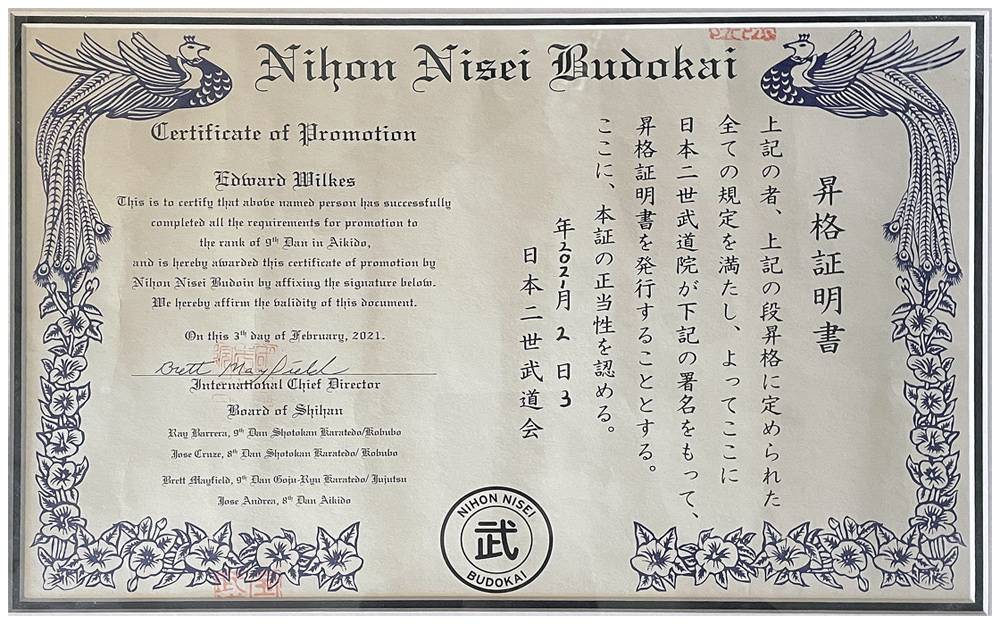 Nihon Nisei Budokai
Certificate of Promotion
Edward Wilkes
This is to certify that above named person has successfully
completed all the requirements for promotion to
the rank of 9th Dan in Aikido,
and is hereby awarded this certificate of promotion by
Nihon Nisei Budoin by affixing the signature below.
We hereby affirm the validity of this document.
On this 3th day of February, 2021.
Brett Mayfield
International Chief Director
Board of Shihan
Ray Barrera, 9th Dan Shotokan Karatedo/Kobubo
Jose Cruze, 8th Dan Shotokan Karatedo/Kobubo
Brett Mayfield, 9th Dan Goju-Ryu Karatedo/Jujutsu
Jose Andrea, 8th Dan Aikido
昇格証明書
上記の者、上記の段昇格に定められた
全ての規定を満たし、よってここに
日本二世武道院が下記の署名をもって、
昇格証明書を発行することとする。
ここに、本証の正当性を認める。
年2021月2日3
日本二世武道会
NIHON NISEI
武
BUDOKAI